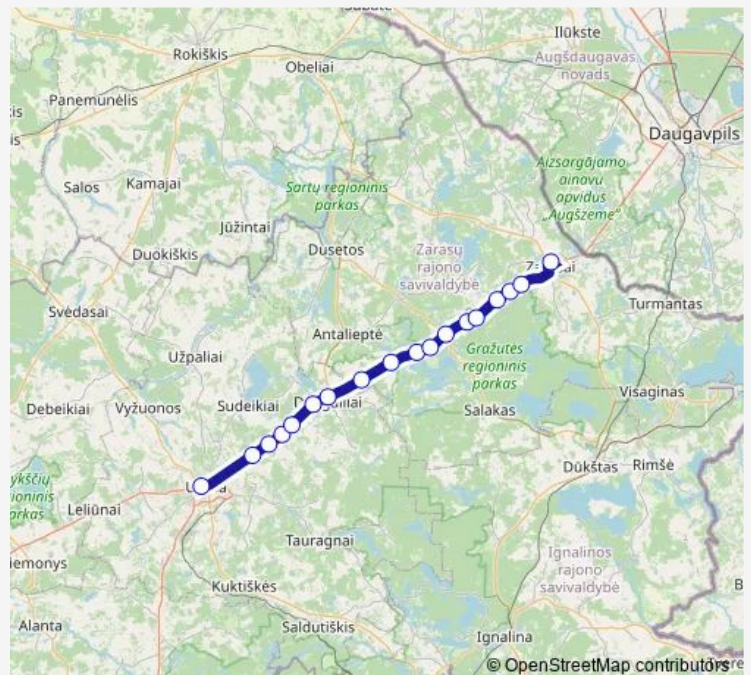 Ilūkste
Rokiškis
Augšdaugavas
novads
Obeliai
Panemunėlis
Daugavpils
Aizsargājamo
ainavu
apvidus
„Augšzeme“
Salos
Kamajai
Sartų regioninis
parkas
Jūžintai
Duokiškis
Dusetos
Zarasų
rajono
savivaldybė
Turmantas
Svėdasai
Antalieptė
Užpaliai
Gražutės
regioninis
parkas
Visaginas
Debeikiai
Vyžuonos
Sudeikiai
Salakas
Dūkštas
Rimšė
Leliūnai
Tauragnai
Ignalinos
rajono
savivaldybė
Kuktiškės
Alanta
Saldutiškis
Ignalina
© OpenStreetMap contributors